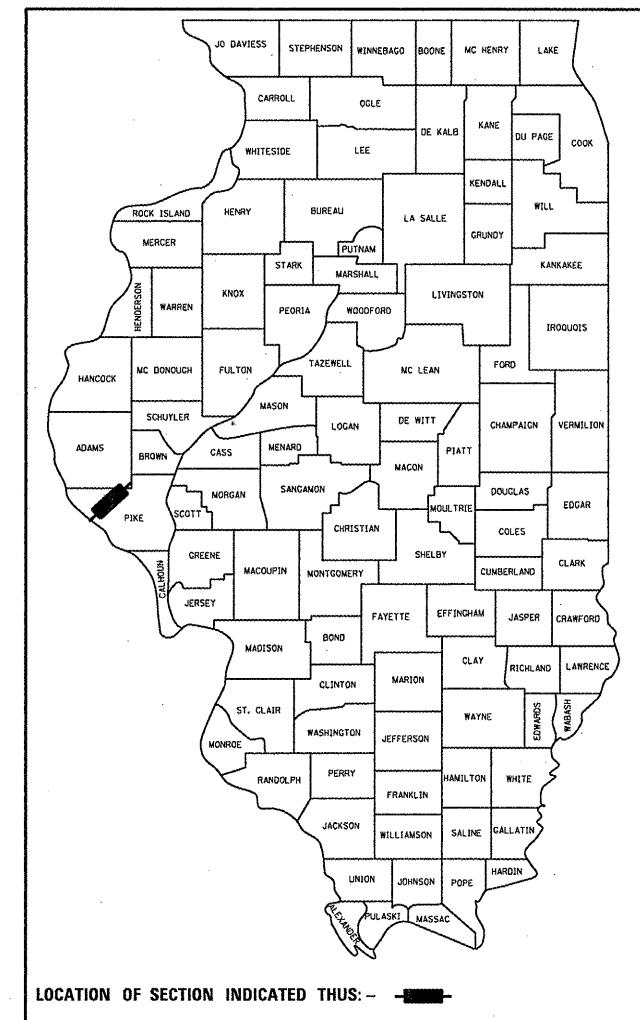 JO DAVIESS STEPHENSON WINNEBAGO BOONE MC HENRY LAKE
CARROLL OGLE DE KALB KANE DU PAGE COOK
WHITESIDE LEE
KENDALL WILL
ROCK ISLAND HENRY BUREAU LA SALLE GRUNDY
MERCER PUTNAM
STARK MARSHALL KANKAKEE
HENDERSON WARREN KNOX PEORIA WOODFORD LIVINGSTON IROQUOIS
HANCOCK MC DONOUGH FULTON TAZEWELL MC LEAN FORD
SCHUYLER MASON LOGAN DE WITT CHAMPAIGN VERMILION
ADAMS BROWN CASS MENARD MACON PIATT
PIKE SCOTT MORGAN SANGAMON MOULTRIE DOUGLAS EDGAR
CHRISTIAN COLES
CALHOUN GREENE MACOUPIN MONTGOMERY SHELBY CUMBERLAND CLARK
JERSEY FAYETTE EFFINGHAM JASPER CRAWFORD
MADISON BOND CLAY RICHLAND LAWRENCE
CLINTON MARION
ST. CLAIR WASHINGTON WAYNE EDWARDS WABASH
MONROE JEFFERSON
RANDOLPH PERRY HAMILTON WHITE
FRANKLIN
JACKSON WILLIAMSON SALINE GALLATIN
UNION JOHNSON POPE HARDIN
ALEXANDER PULASKI MASSAC
LOCATION OF SECTION INDICATED THUS: –